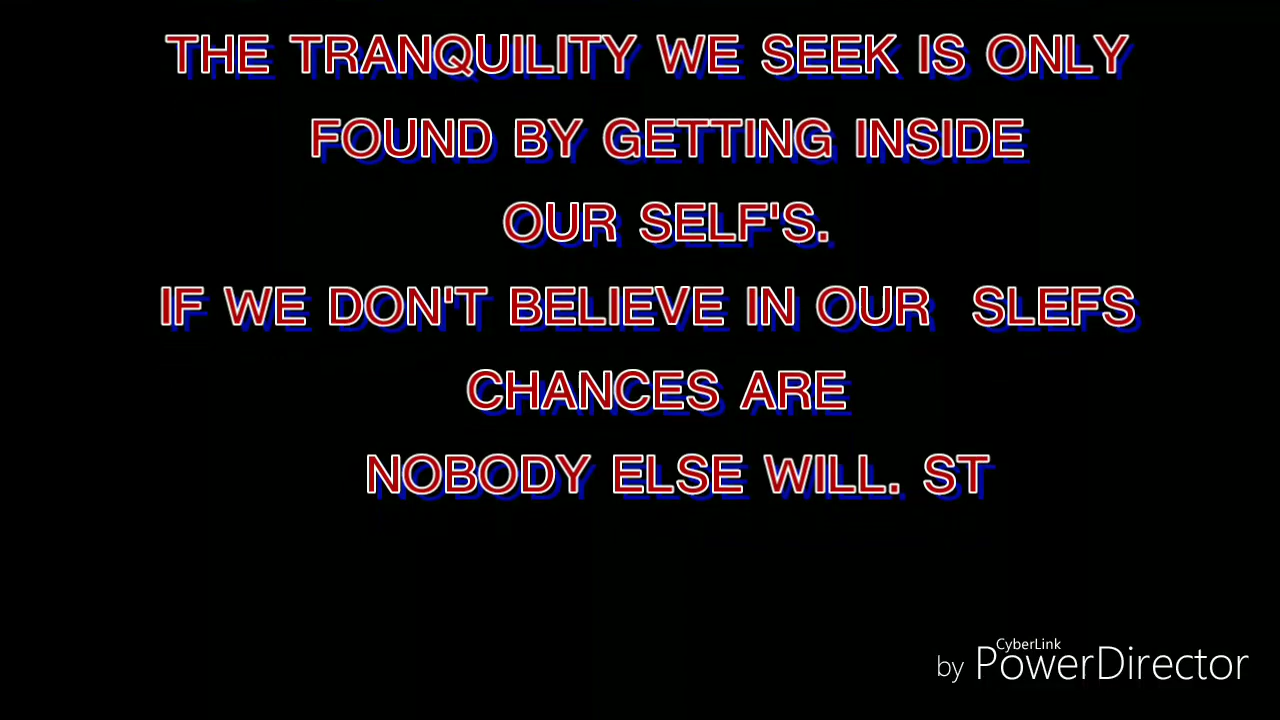 THE TRANQUILITY WE SEEK IS ONLY
FOUND BY GETTING INSIDE
OUR SELF'S.
IF WE DON'T BELIEVE IN OUR  SLEFS
CHANCES ARE
NOBODY ELSE WILL. ST
CyberLink
by PowerDirector